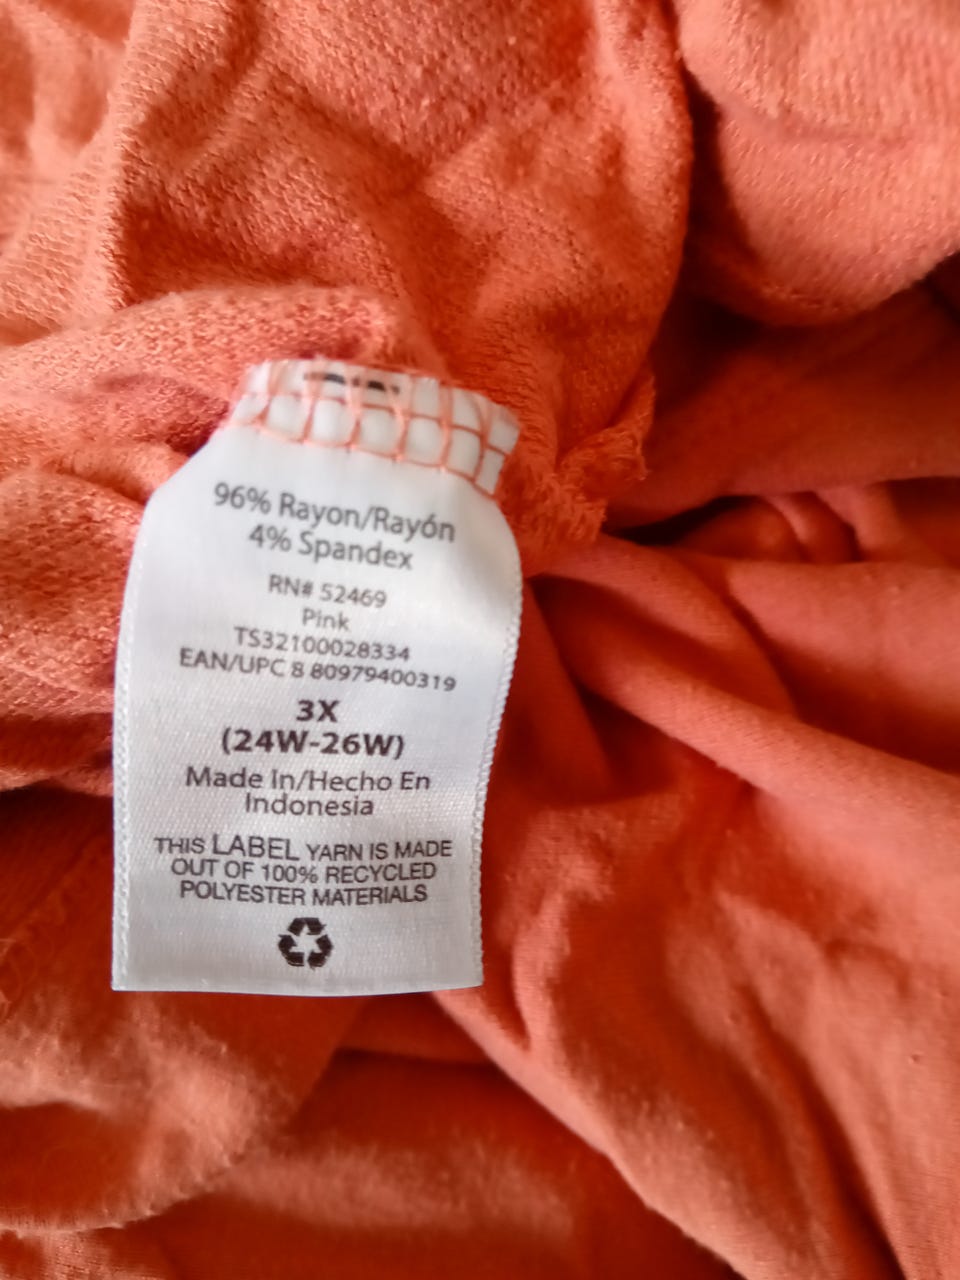 96% Rayon/Rayón
4% Spandex
RN# 52469
Pink
TS32100028334
EAN/UPC 8 80979400319
3X
(24W-26W)
Made In/Hecho En
Indonesia
THIS LABEL YARN IS MADE
OUT OF 100% RECYCLED
POLYESTER MATERIALS